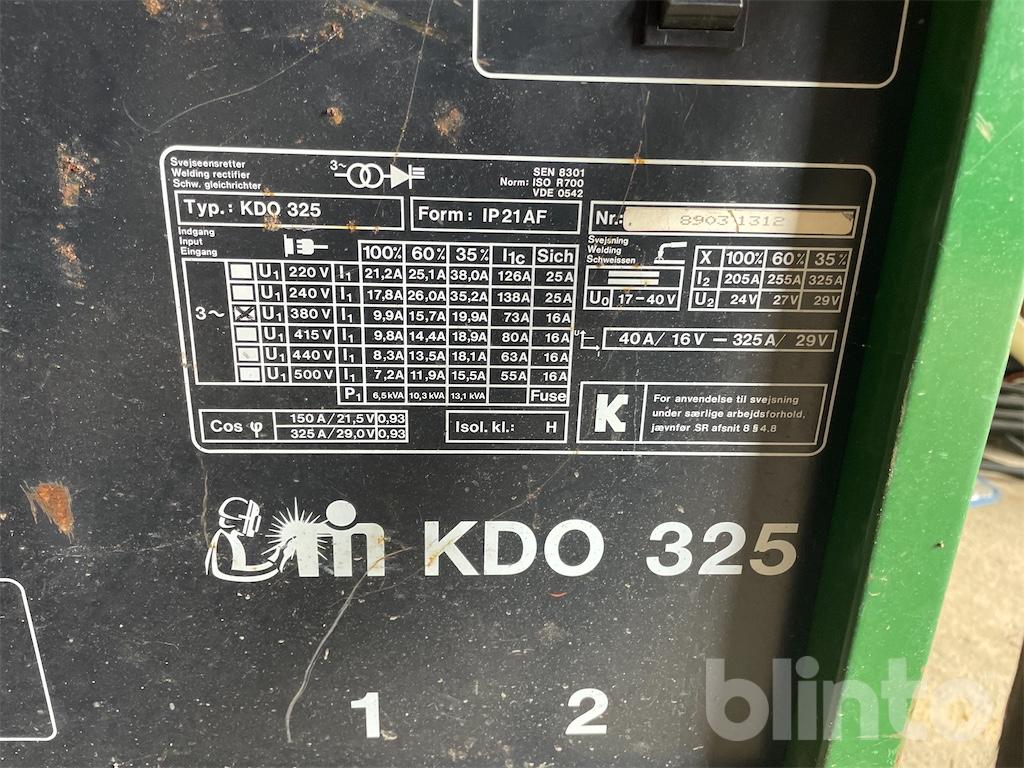 Svejseensretter
Welding rectifier
Schw. gleichrichter
3~
SEN 8301
Norm: ISO R700
VDE 0542
Typ.: KDO 325
Form: IP21AF
Nr.: 8903 1312
Indgang
Input
Eingang
100% 60% 35% I1c Sich
U1 220 V I1 21,2A 25,1A 38,0A 126A 25A
U1 240 V I1 17,8A 26,0A 35,2A 138A 25A
3~ U1 380 V I1 9,9A 15,7A 19,9A 73A 16A
U1 415 V I1 9,8A 14,4A 18,9A 80A 16A
U1 440 V I1 8,3A 13,5A 18,1A 63A 16A
U1 500 V I1 7,2A 11,9A 15,5A 55A 16A
P1 6,5 kVA 10,3 kVA 13,1 kVA Fuse
Svejsning
Welding
Schweissen
U0 17-40V
X 100% 60% 35%
I2 205A 255A 325A
U2 24V 27V 29V
U I 40A/16V — 325A/ 29V
Cos φ 150 A/21,5V 0,93
325 A/29,0V 0,93
Isol. kl.: H
K
For anvendelse til svejsning
under særlige arbejdsforhold,
jævnfør SR afsnit 8 § 4.8
KDO 325
1 2
blinto